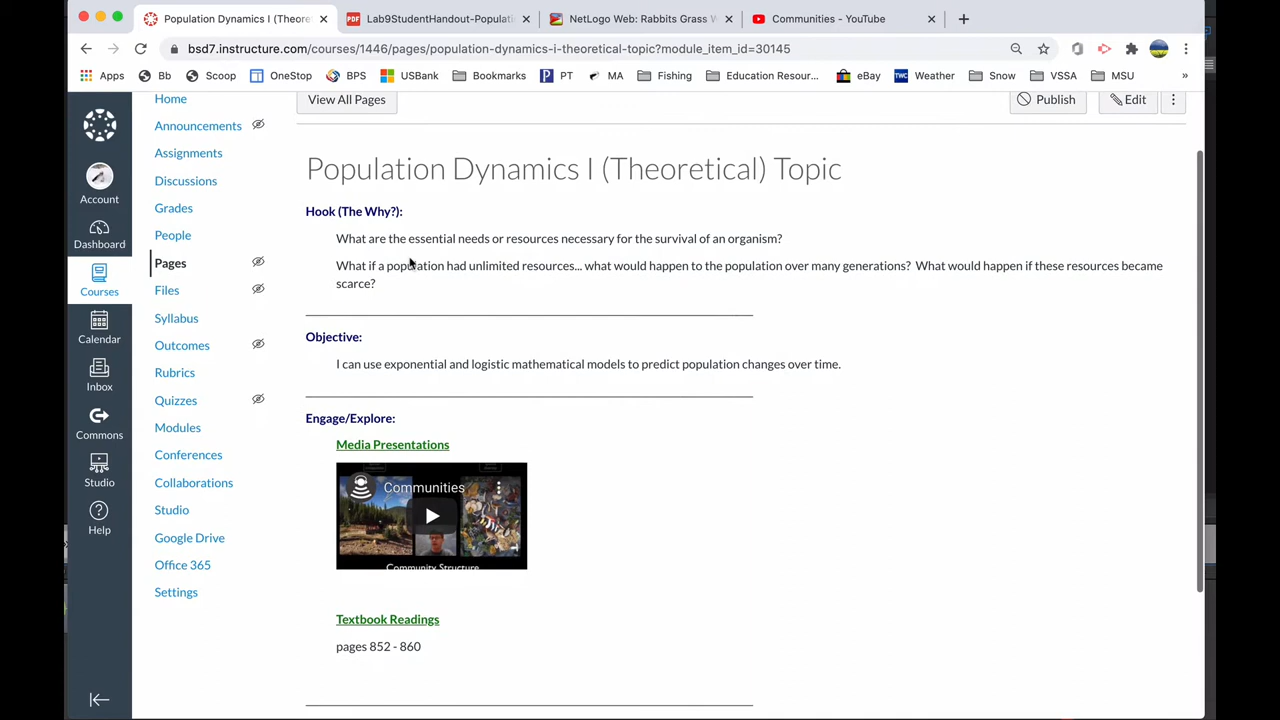 Population Dynamics I (Theore
Lab9StudentHandout-Populati
NetLogo Web: Rabbits Grass W
Communities - YouTube
bsd7.instructure.com/courses/1446/pages/population-dynamics-i-theoretical-topic?module_item_id=30145
Apps Bb Scoop OneStop BPS USBank Bookmarks PT MA Fishing Education Resour... eBay Weather Snow VSSA MSU »
Account
Dashboard
Courses
Calendar
Inbox
Commons
Studio
Help
Home
Announcements
Assignments
Discussions
Grades
People
Pages
Files
Syllabus
Outcomes
Rubrics
Quizzes
Modules
Conferences
Collaborations
Studio
Google Drive
Office 365
Settings
View All Pages
Publish
Edit
Population Dynamics I (Theoretical) Topic
Hook (The Why?):
What are the essential needs or resources necessary for the survival of an organism?
What if a population had unlimited resources... what would happen to the population over many generations? What would happen if these resources became
scarce?
Objective:
I can use exponential and logistic mathematical models to predict population changes over time.
Engage/Explore:
Media Presentations
Communities
Community Structure
Textbook Readings
pages 852 - 860